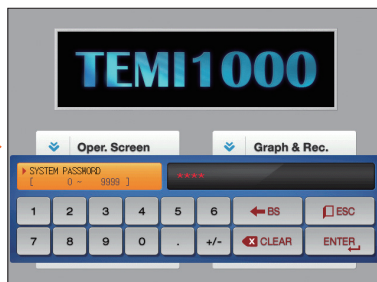 TEMI1000
Oper. Screen
Graph & Rec.
▶ SYSTEM PASSWORD
[ 0 - 9999 ]
****
1 2 3 4 5 6 ← BS ESC
7 8 9 0 . +/- CLEAR ENTER